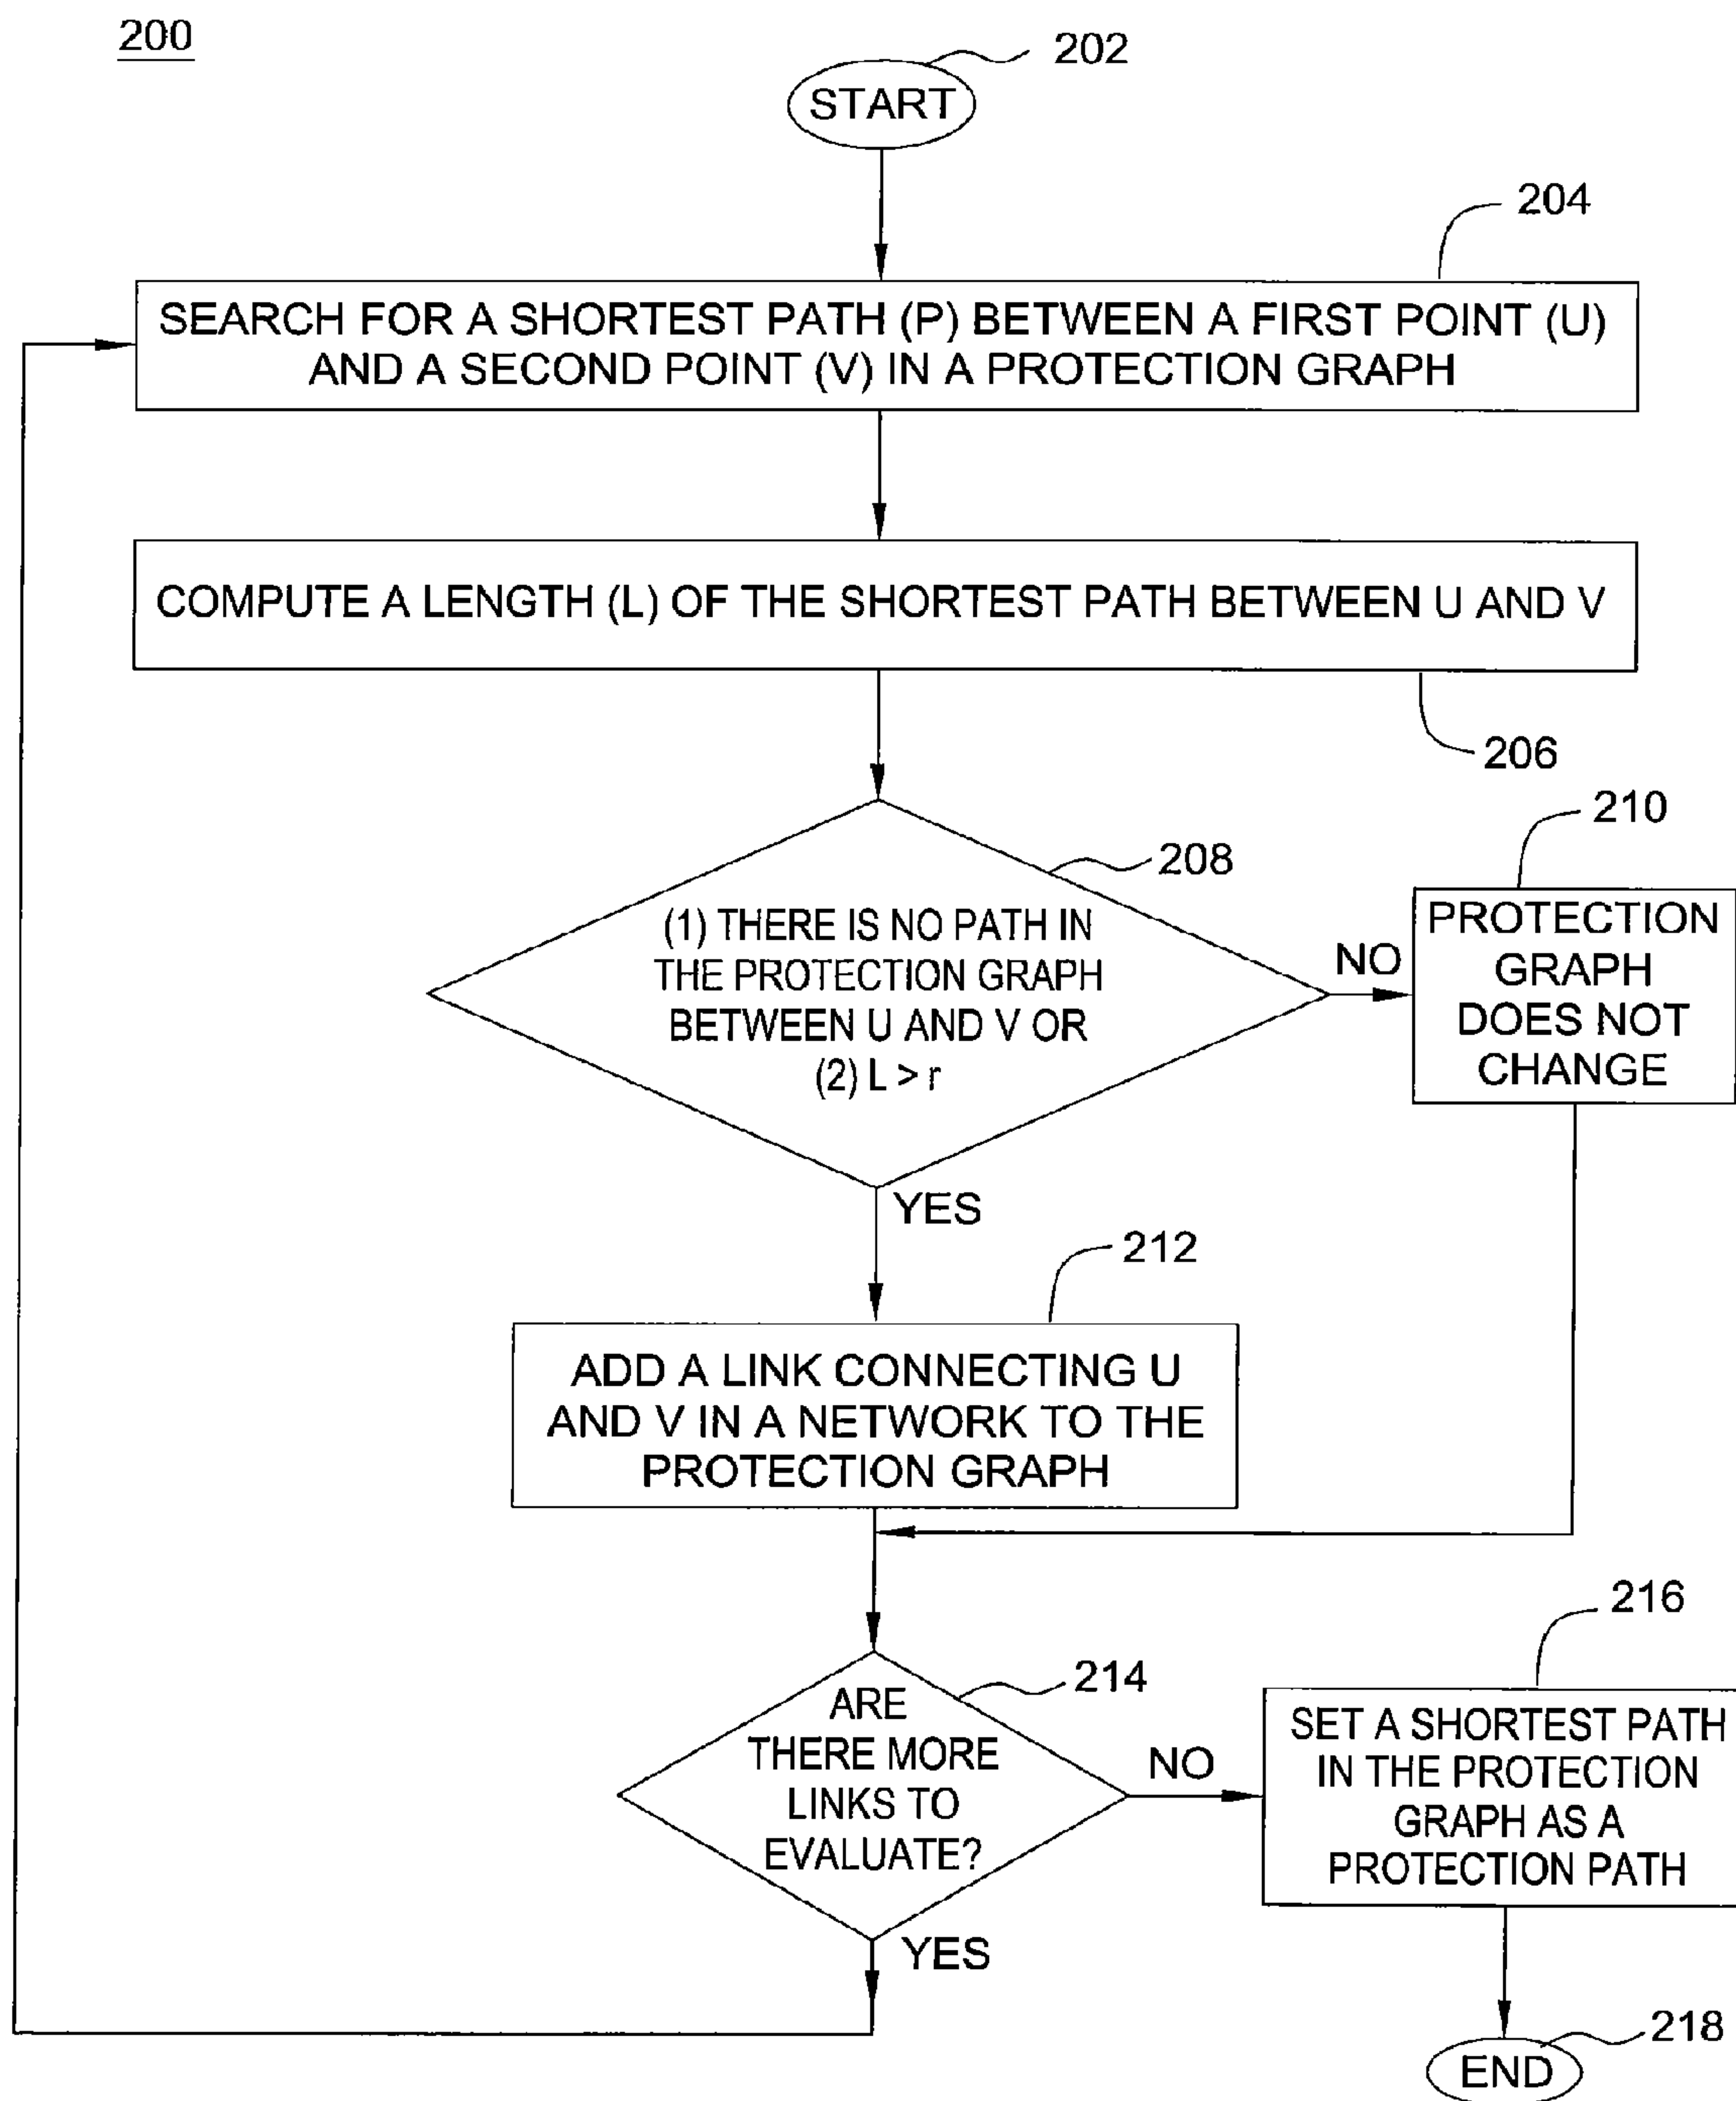 200
202
START
204
SEARCH FOR A SHORTEST PATH (P) BETWEEN A FIRST POINT (U)
AND A SECOND POINT (V) IN A PROTECTION GRAPH
COMPUTE A LENGTH (L) OF THE SHORTEST PATH BETWEEN U AND V
206
208
(1) THERE IS NO PATH IN
THE PROTECTION GRAPH
BETWEEN U AND V OR
(2) L > r
NO
210
PROTECTION
GRAPH
DOES NOT
CHANGE
YES
212
ADD A LINK CONNECTING U
AND V IN A NETWORK TO THE
PROTECTION GRAPH
214
ARE
THERE MORE
LINKS TO
EVALUATE?
NO
216
SET A SHORTEST PATH
IN THE PROTECTION
GRAPH AS A
PROTECTION PATH
YES
218
END